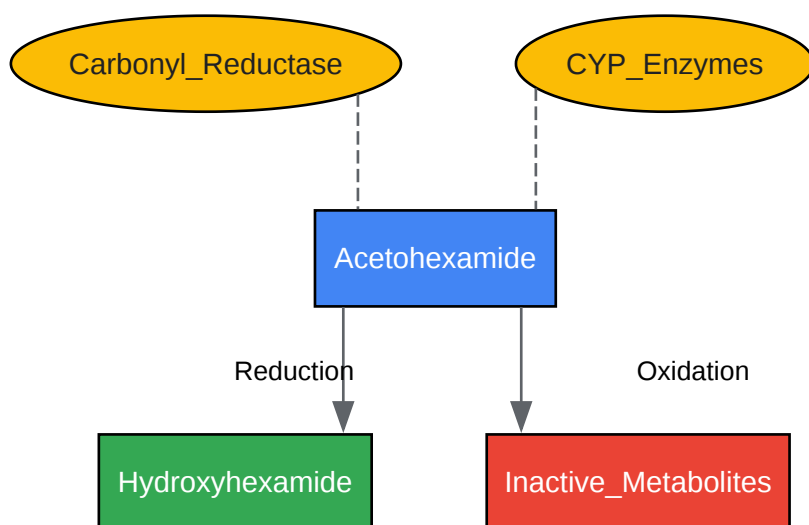 Carbonyl_Reductase
CYP_Enzymes
Acetohexamide
Reduction
Oxidation
Hydroxyhexamide
Inactive_Metabolites